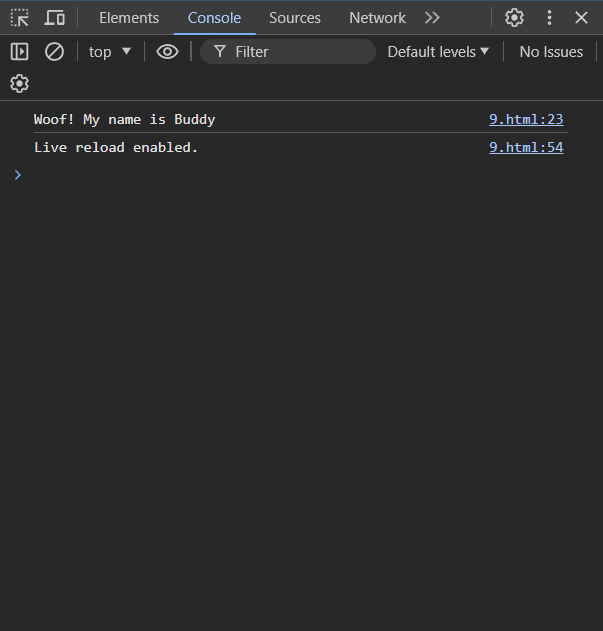 Elements Console Sources Network
top Filter Default levels No Issues
Woof! My name is Buddy 9.html:23
Live reload enabled. 9.html:54